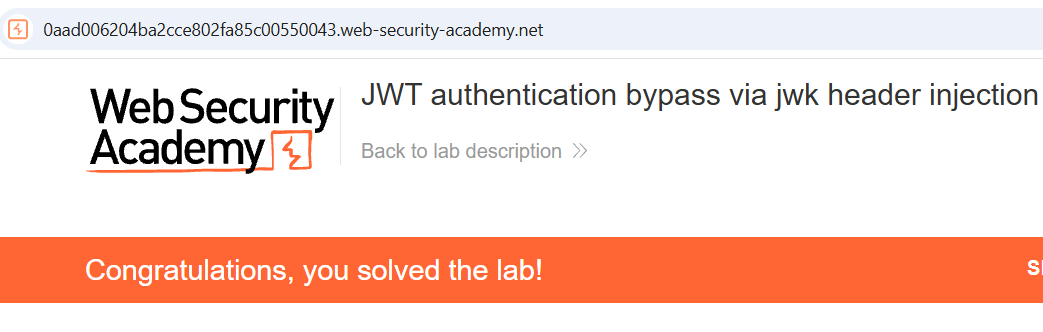 0aad006204ba2cce802fa85c00550043.web-security-academy.net
JWT authentication bypass via jwk header injection
Web Security
Academy
Back to lab description
Congratulations, you solved the lab!